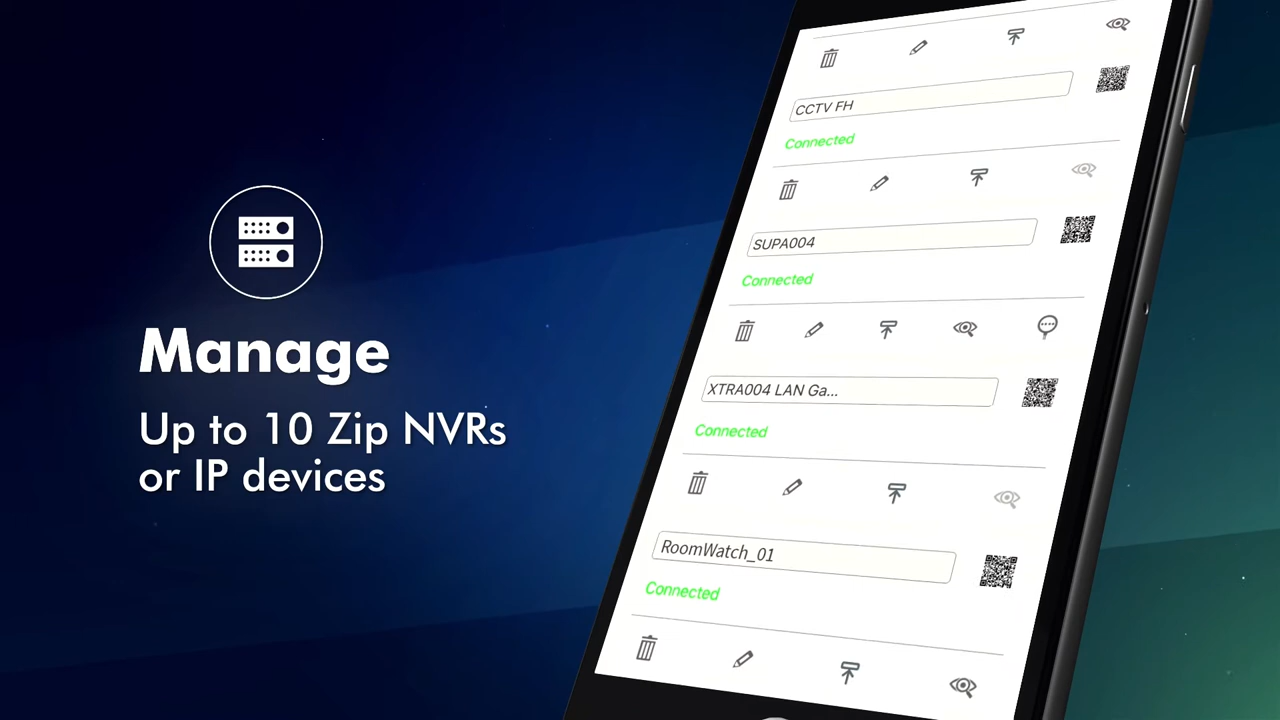 Manage
Up to 10 Zip NVRs
or IP devices
CCTV FH
Connected
SUPA004
Connected
XTRA004 LAN Ga...
Connected
RoomWatch_01
Connected